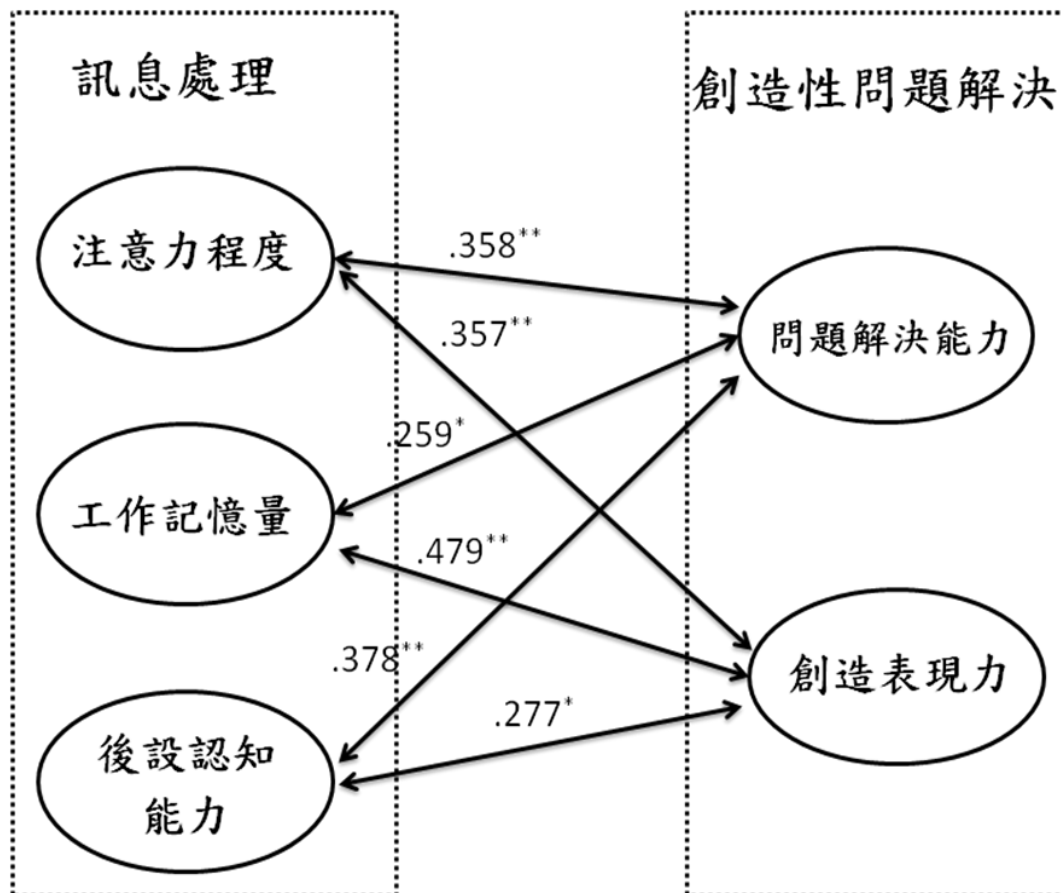 訊息處理
創造性問題解決
注意力程度
.358**
.357**
問題解決能力
.259*
工作記憶量
.479**
.378**
創造表現力
.277*
後設認知
能力